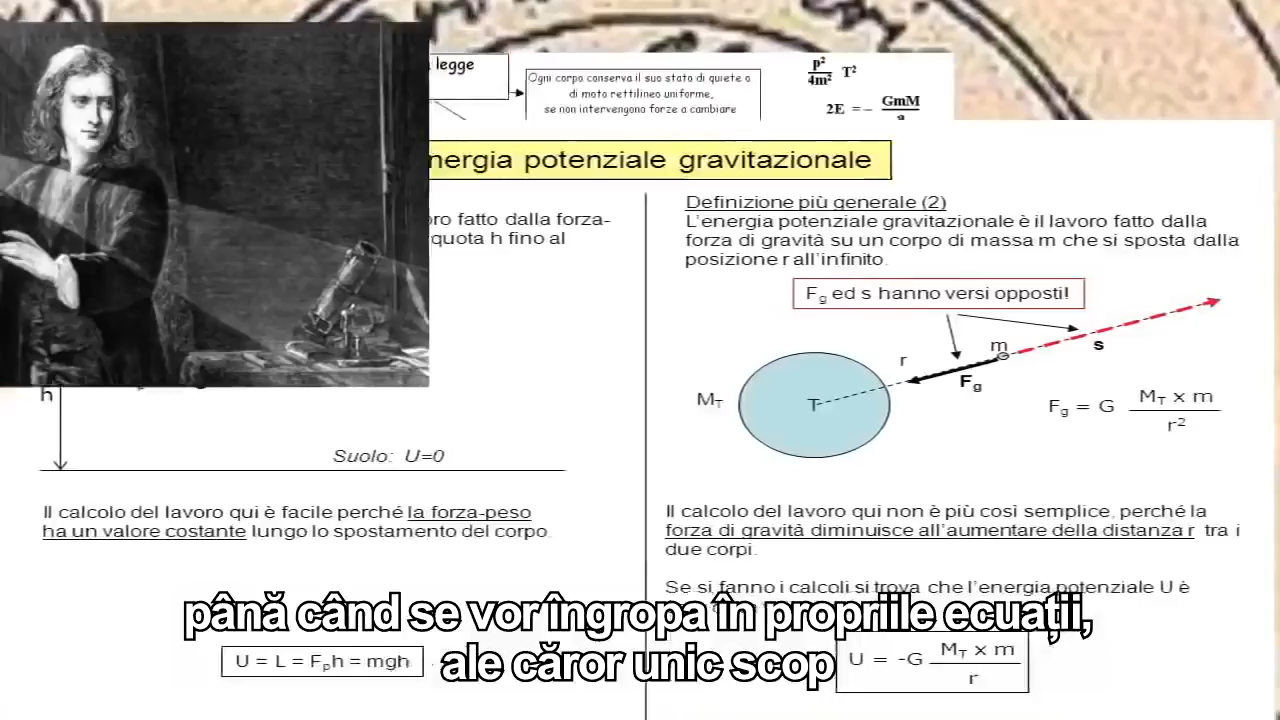 legge
Ogni corpo conserva il suo stato di quiete o
di moto rettilineo uniforme,
se non intervengono forze a cambiare
p²
4m² T²
2E = - GmM
a
nergia potenziale gravitazionale
fatto dalla forza-
quota h fino al
h
Suolo: U=0
Il calcolo del lavoro qui è facile perché la forza-peso
ha un valore costante lungo lo spostamento del corpo.
U = L = Fph = mgh
Definizione più generale (2)
L'energia potenziale gravitazionale è il lavoro fatto dalla
forza di gravità su un corpo di massa m che si sposta dalla
posizione r all'infinito.
Fg ed s hanno versi opposti!
m
r
s
Fg
MT
T
Fg = G MT x m
r²
Il calcolo del lavoro qui non è più così semplice, perché la
forza di gravità diminuisce all'aumentare della distanza r tra i
due corpi.
Se si fanno i calcoli si trova che l'energia potenziale U è
U = -G MT x m
r
până când se vor îngropa în propriile ecuații,
ale căror unic scop